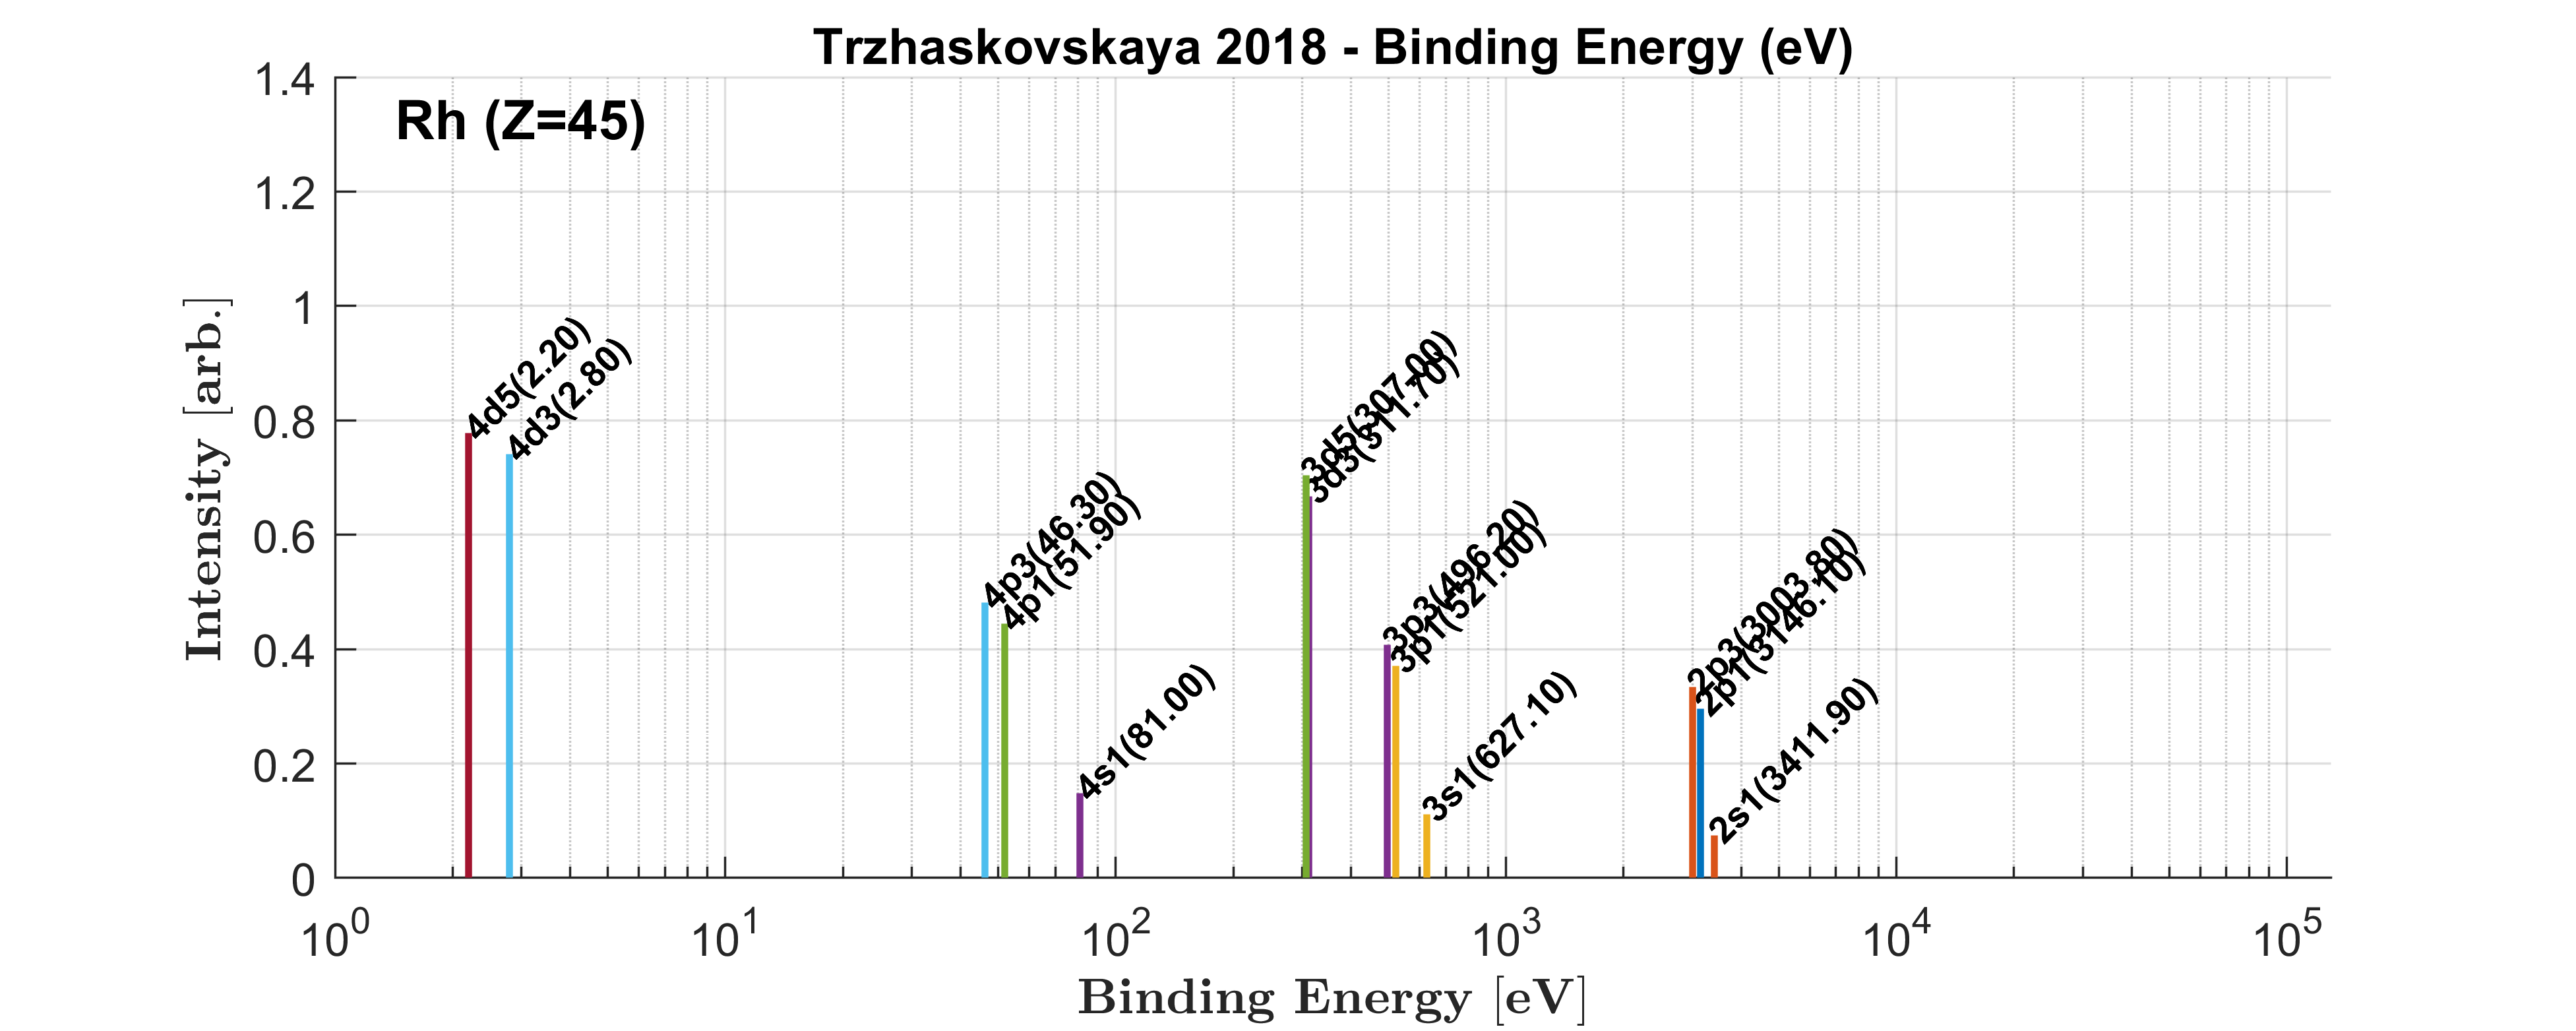 Trzhaskovskaya 2018 - Binding Energy (eV)
Rh (Z=45)
1.4
1.2
1
0.8
0.6
0.4
0.2
0
Intensity [arb.]
4d5(2.20)
4d3(2.80)
4p3(46.30)
4p1(51.90)
4s1(81.00)
3d5(307.00)
3d3(311.70)
3p3(496.20)
3p1(521.00)
3s1(627.10)
2p3(3003.80)
2p1(3146.10)
2s1(3411.90)
10^0 10^1 10^2 10^3 10^4 10^5
Binding Energy [eV]